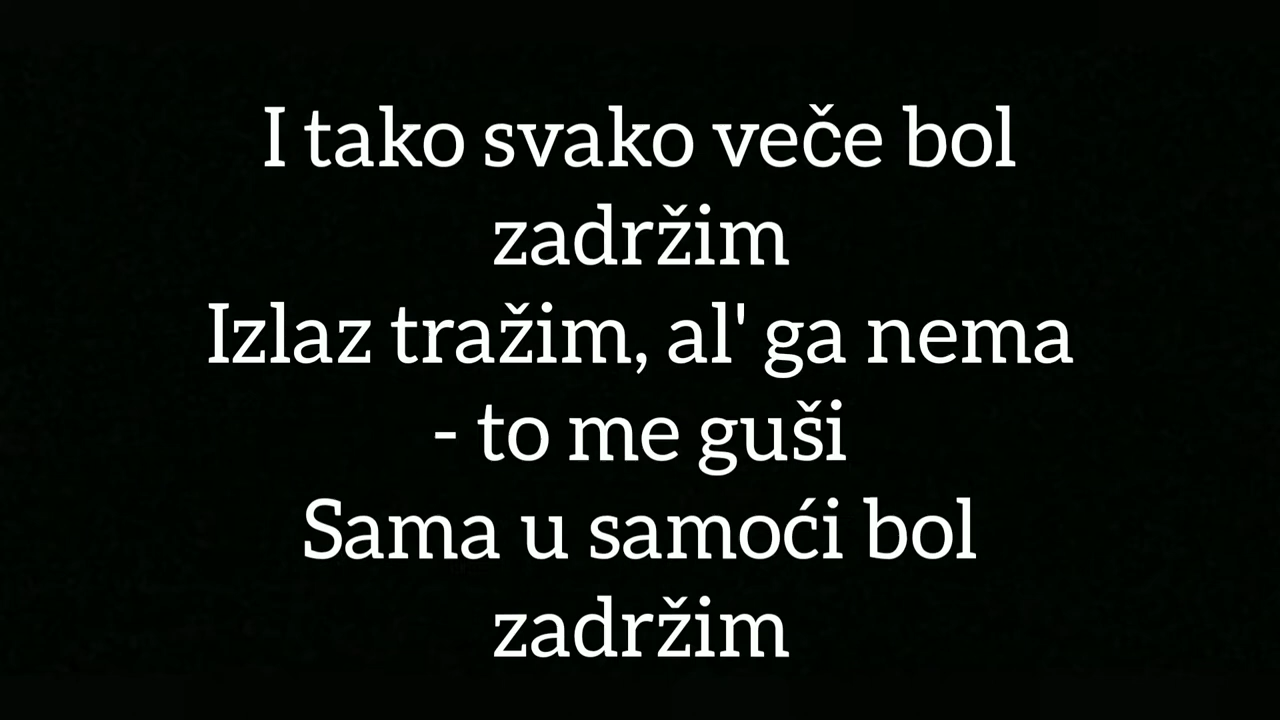 I tako svako veče bol
zadržim
Izlaz tražim, al' ga nema
- to me guši
Sama u samoći bol
zadržim